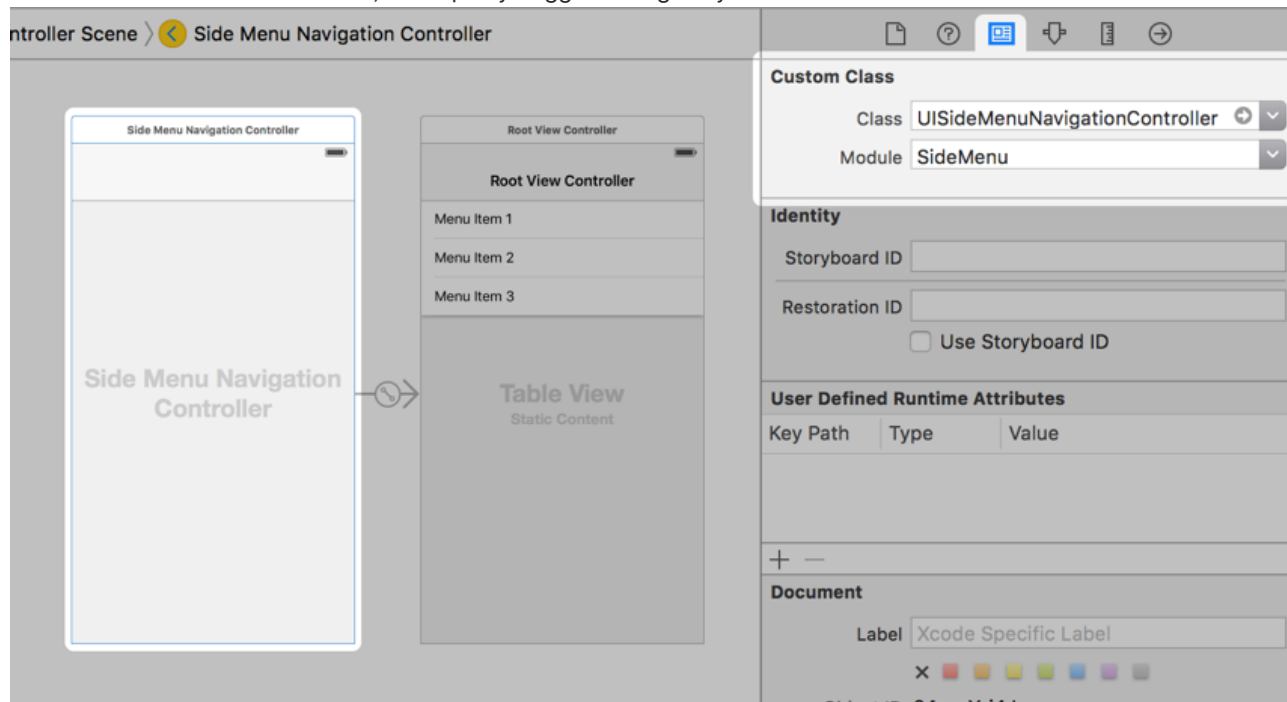 ntroller Scene
Side Menu Navigation Controller
Side Menu Navigation Controller
Side Menu Navigation
Controller
Root View Controller
Root View Controller
Menu Item 1
Menu Item 2
Menu Item 3
Table View
Static Content
Custom Class
Class UISideMenuNavigationController
Module SideMenu
Identity
Storyboard ID
Restoration ID
Use Storyboard ID
User Defined Runtime Attributes
Key Path Type Value
Document
Label Xcode Specific Label